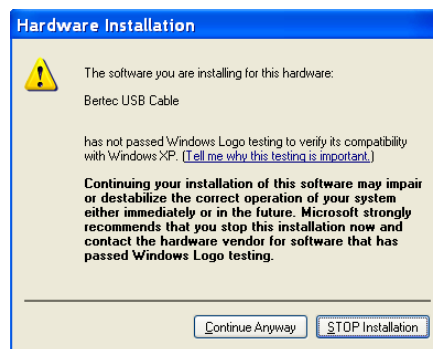 Hardware Installation
The software you are installing for this hardware:
Bertec USB Cable
has not passed Windows Logo testing to verify its compatibility
with Windows XP. (Tell me why this testing is important.)
Continuing your installation of this software may impair
or destabilize the correct operation of your system
either immediately or in the future. Microsoft strongly
recommends that you stop this installation now and
contact the hardware vendor for software that has
passed Windows Logo testing.
Continue Anyway
STOP Installation